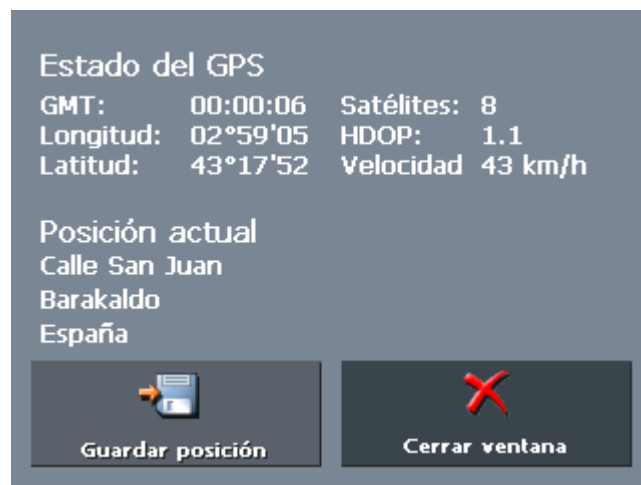 Estado del GPS
GMT: 00:00:06 Satélites: 8
Longitud: 02°59'05 HDOP: 1.1
Latitud: 43°17'52 Velocidad 43 km/h
Posición actual
Calle San Juan
Barakaldo
España
Guardar posición Cerrar ventana